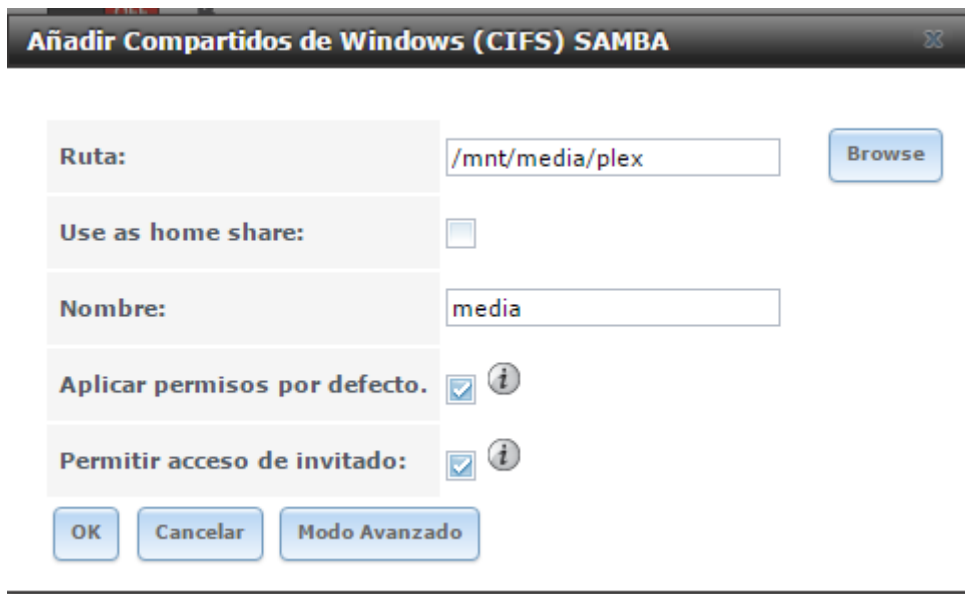 OFF
Añadir Compartidos de Windows (CIFS) SAMBA
Ruta: /mnt/media/plex Browse
Use as home share:
Nombre: media
Aplicar permisos por defecto.
Permitir acceso de invitado:
OK Cancelar Modo Avanzado